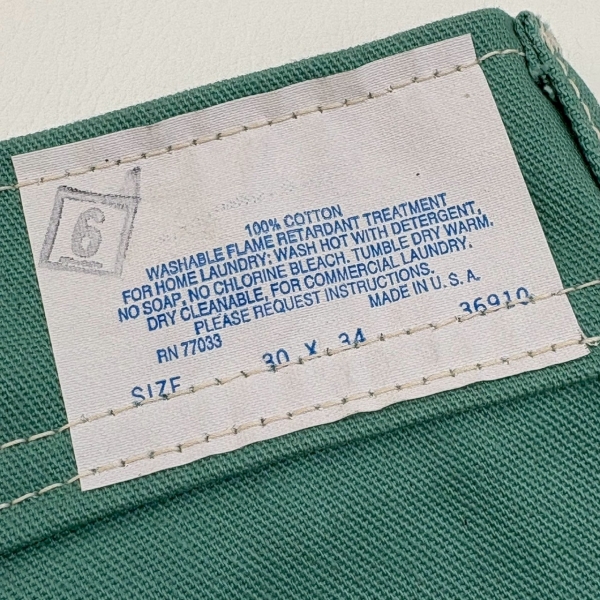 6
100% COTTON
WASHABLE FLAME RETARDANT TREATMENT
FOR HOME LAUNDRY: WASH HOT WITH DETERGENT,
NO SOAP, NO CHLORINE BLEACH. TUMBLE DRY WARM.
DRY CLEANABLE, FOR COMMERCIAL LAUNDRY,
PLEASE REQUEST INSTRUCTIONS.
RN 77033 MADE IN U.S.A.
SIZE 30 X 34 36910